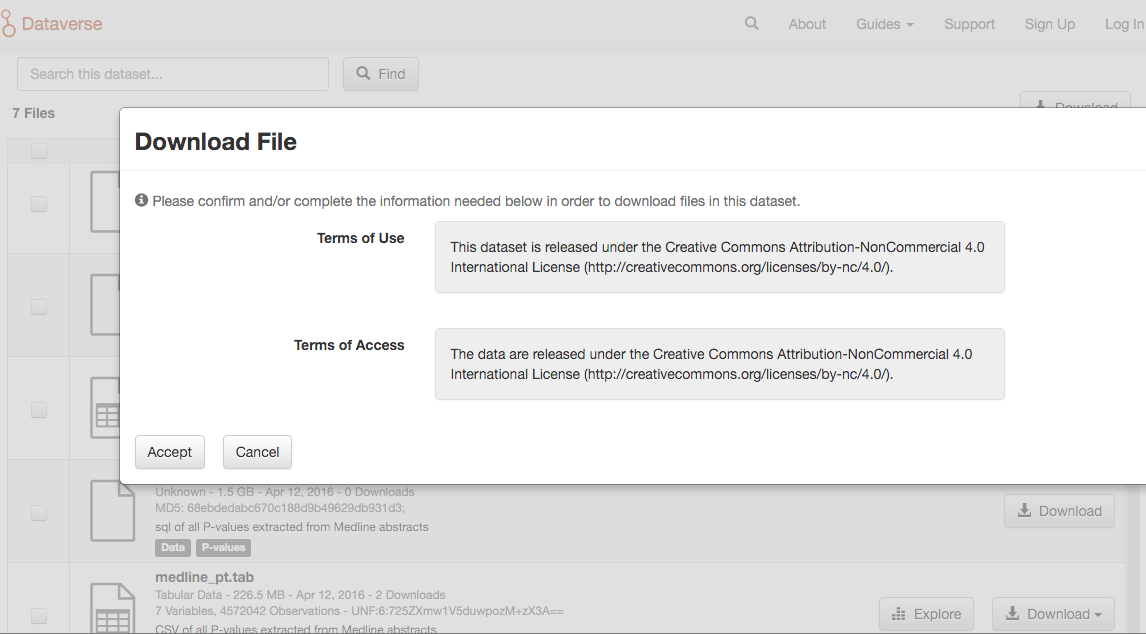 Dataverse
About
Guides
Support
Sign Up
Log In
Search this dataset...
Find
7 Files
Download
Download File
Please confirm and/or complete the information needed below in order to download files in this dataset.
Terms of Use
This dataset is released under the Creative Commons Attribution-NonCommercial 4.0
International License (http://creativecommons.org/licenses/by-nc/4.0/).
Terms of Access
The data are released under the Creative Commons Attribution-NonCommercial 4.0
International License (http://creativecommons.org/licenses/by-nc/4.0/).
Accept
Cancel
Unknown - 1.5 GB - Apr 12, 2016 - 0 Downloads
MD5: 68ebdedabc670c188d9b49629db931d3;
sql of all P-values extracted from Medline abstracts
Data
P-values
Download
medline_pt.tab
Tabular Data - 226.5 MB - Apr 12, 2016 - 2 Downloads
7 Variables, 4572042 Observations - UNF:6:725ZXmw1V5duwpozM+zX3A==
CSV of all P-values extracted from Medline abstracts
Explore
Download